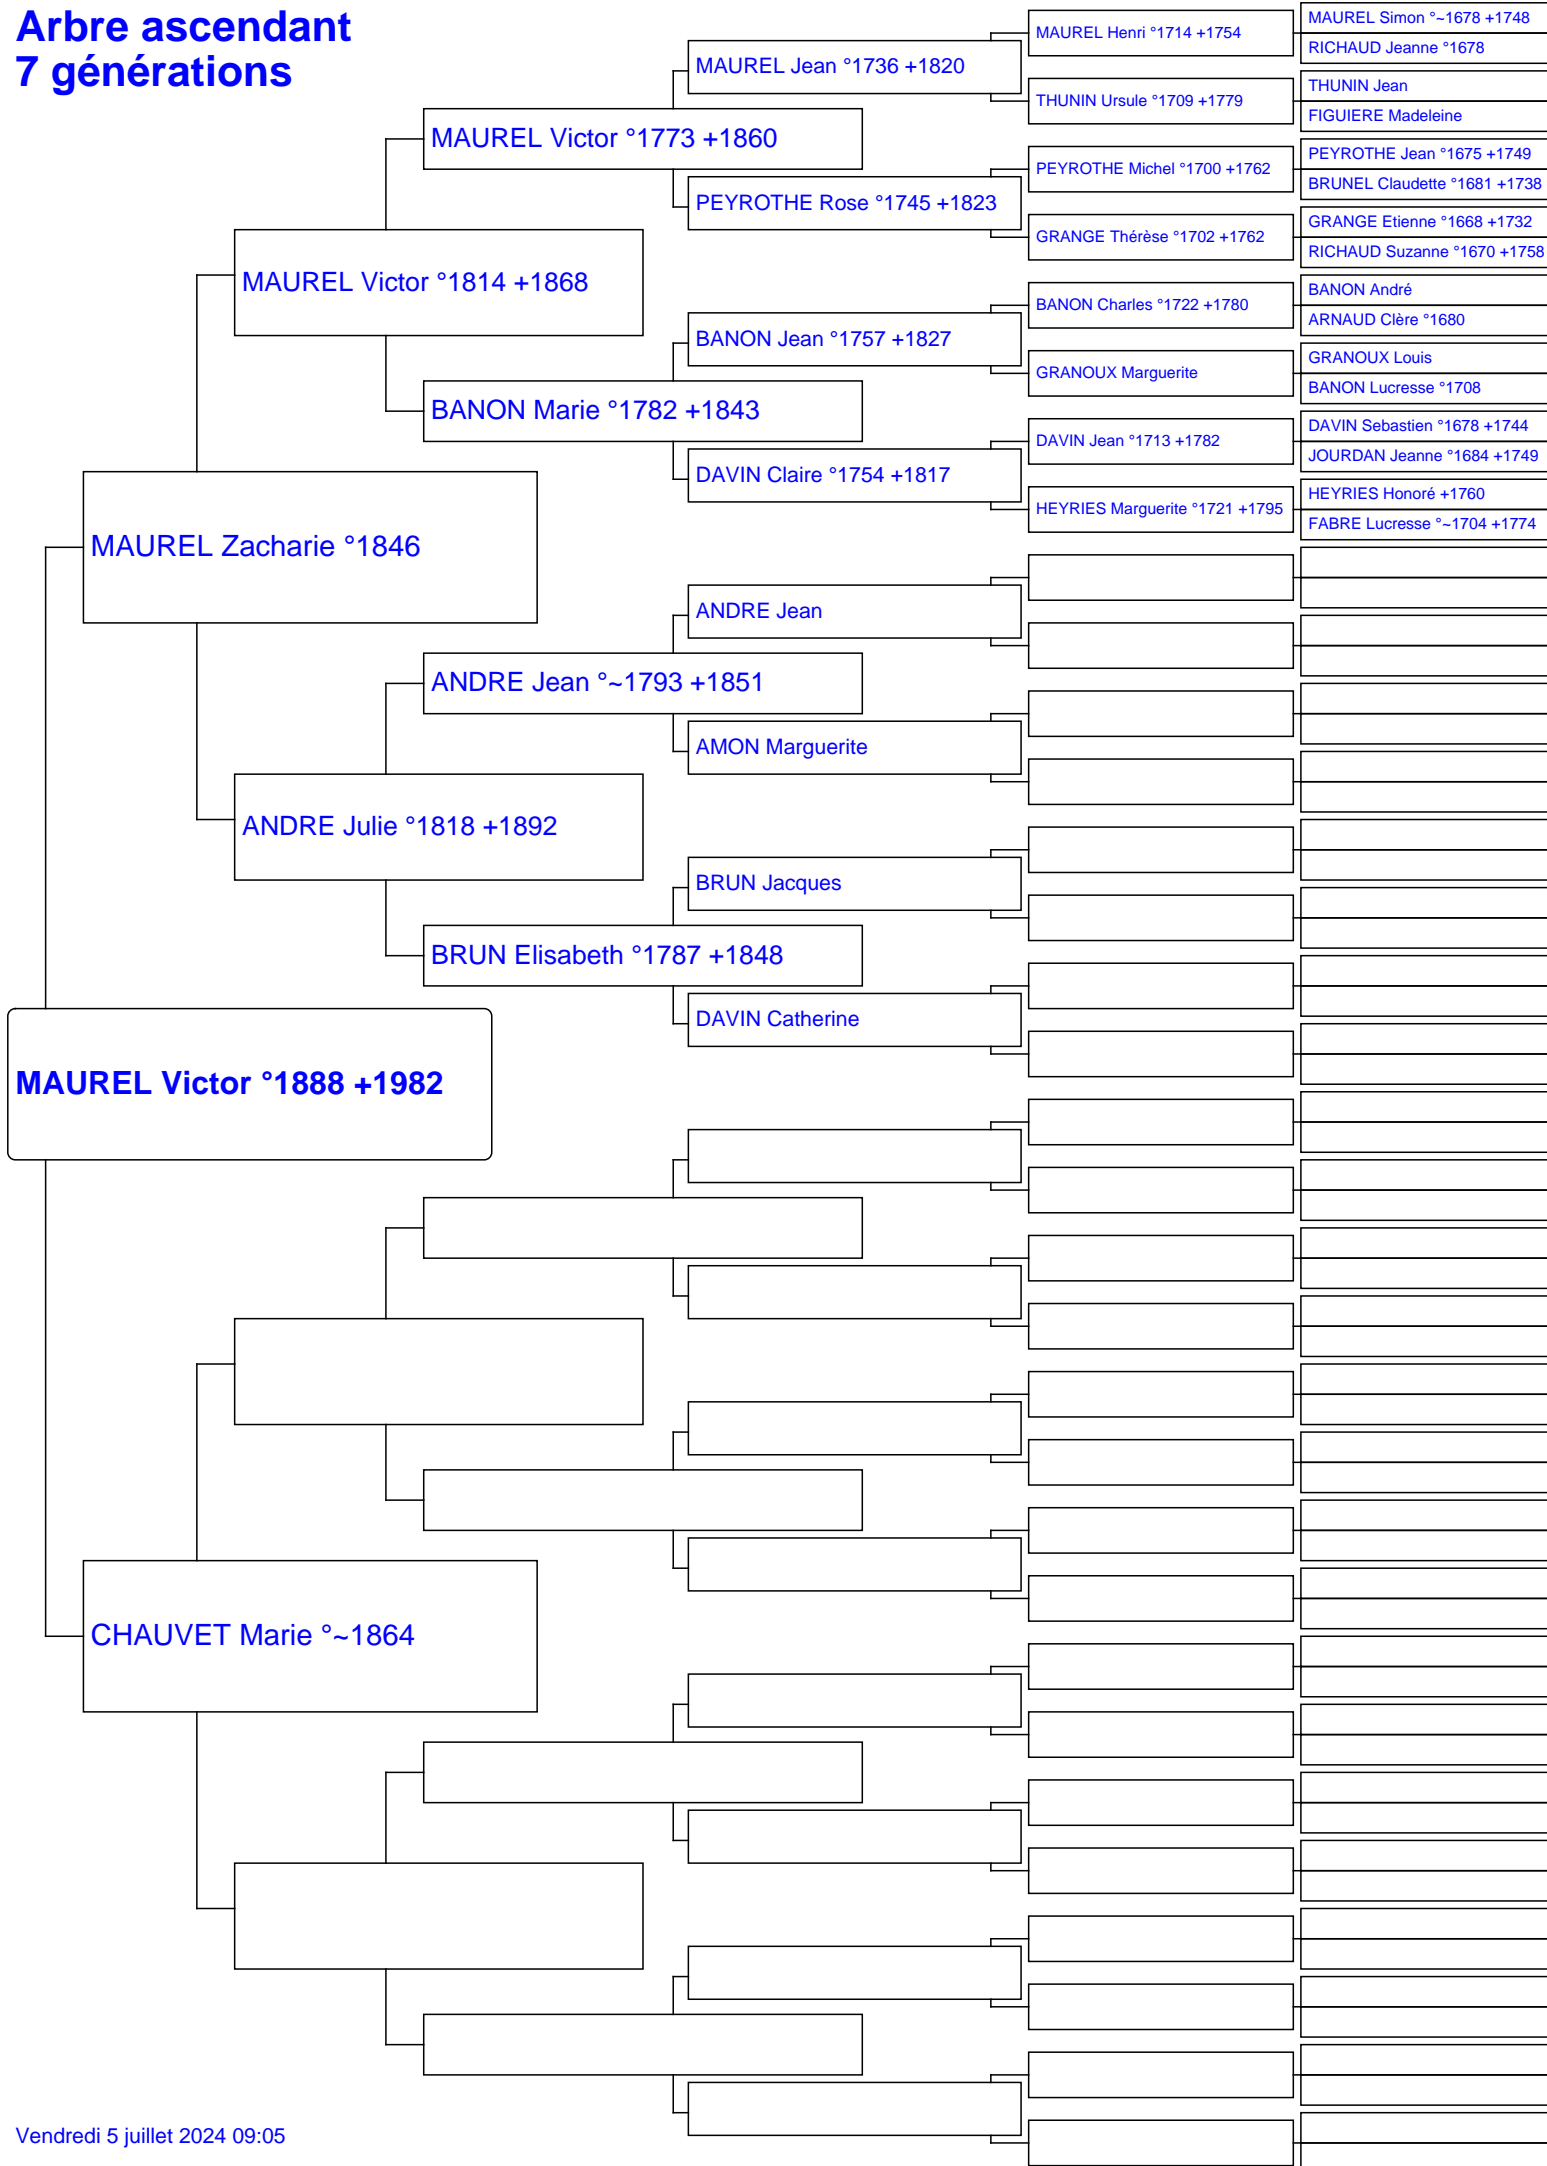 Arbre ascendant
7 générations
MAUREL Victor °1888 +1982
MAUREL Zacharie °1846
CHAUVET Marie °~1864
MAUREL Victor °1814 +1868
ANDRE Julie °1818 +1892
MAUREL Victor °1773 +1860
BANON Marie °1782 +1843
ANDRE Jean °~1793 +1851
BRUN Elisabeth °1787 +1848
MAUREL Jean °1736 +1820
PEYROTHE Rose °1745 +1823
BANON Jean °1757 +1827
DAVIN Claire °1754 +1817
ANDRE Jean
AMON Marguerite
BRUN Jacques
DAVIN Catherine
MAUREL Henri °1714 +1754
THUNIN Ursule °1709 +1779
PEYROTHE Michel °1700 +1762
GRANGE Thérèse °1702 +1762
BANON Charles °1722 +1780
GRANOUX Marguerite
DAVIN Jean °1713 +1782
HEYRIES Marguerite °1721 +1795
MAUREL Simon °~1678 +1748
RICHAUD Jeanne °1678
THUNIN Jean
FIGUIERE Madeleine
PEYROTHE Jean °1675 +1749
BRUNEL Claudette °1681 +1738
GRANGE Etienne °1668 +1732
RICHAUD Suzanne °1670 +1758
BANON André
ARNAUD Clère °1680
GRANOUX Louis
BANON Lucresse °1708
DAVIN Sebastien °1678 +1744
JOURDAN Jeanne °1684 +1749
HEYRIES Honoré +1760
FABRE Lucresse °~1704 +1774
Vendredi 5 juillet 2024 09:05